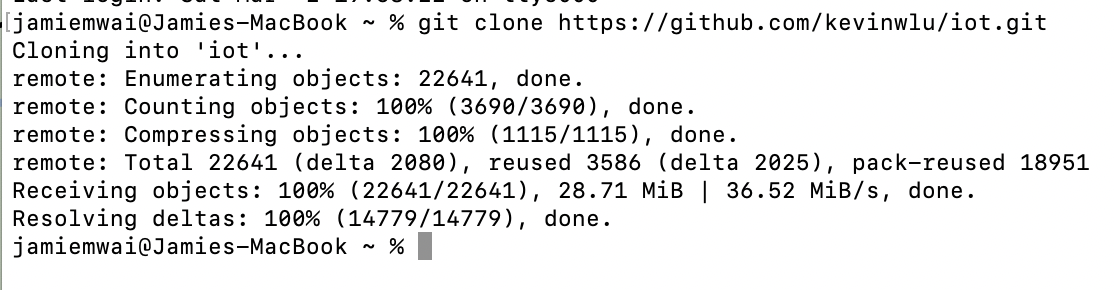 jamiemwai@Jamies-MacBook ~ % git clone https://github.com/kevinwlu/iot.git
Cloning into 'iot'...
remote: Enumerating objects: 22641, done.
remote: Counting objects: 100% (3690/3690), done.
remote: Compressing objects: 100% (1115/1115), done.
remote: Total 22641 (delta 2080), reused 3586 (delta 2025), pack-reused 18951
Receiving objects: 100% (22641/22641), 28.71 MiB | 36.52 MiB/s, done.
Resolving deltas: 100% (14779/14779), done.
jamiemwai@Jamies-MacBook ~ %